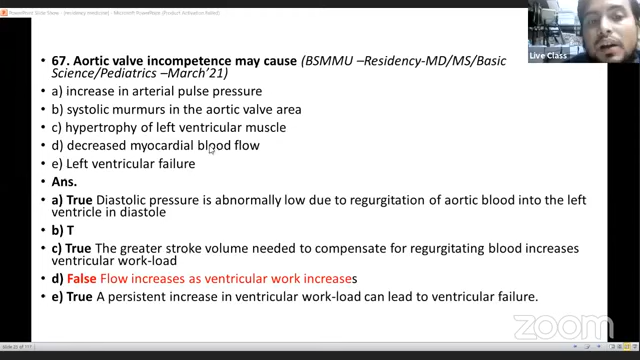 PowerPoint Slide Show - [residency medicine] - Microsoft PowerPoint (Product Activation Failed)
Live Class
• 67. Aortic valve incompetence may cause (BSMMU –Residency-MD/MS/Basic
Science/Pediatrics –March'21)
• a) increase in arterial pulse pressure
• b) systolic murmurs in the aortic valve area
• c) hypertrophy of left ventricular muscle
• d) decreased myocardial blood flow
• e) Left ventricular failure
• Ans.
• a) True Diastolic pressure is abnormally low due to regurgitation of aortic blood into the left
ventricle in diastole
• b) T
• c) True The greater stroke volume needed to compensate for regurgitating blood increases
ventricular work-load
• d) False Flow increases as ventricular work increases
• e) True A persistent increase in ventricular work-load can lead to ventricular failure.
zoom